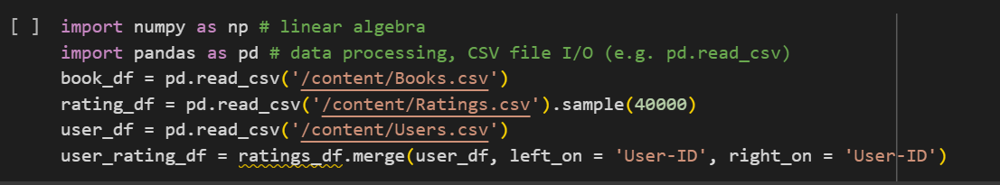 [ ] import numpy as np # linear algebra
import pandas as pd # data processing, CSV file I/O (e.g. pd.read_csv)
book_df = pd.read_csv('/content/Books.csv')
rating_df = pd.read_csv('/content/Ratings.csv').sample(40000)
user_df = pd.read_csv('/content/Users.csv')
user_rating_df = ratings_df.merge(user_df, left_on = 'User-ID', right_on = 'User-ID')